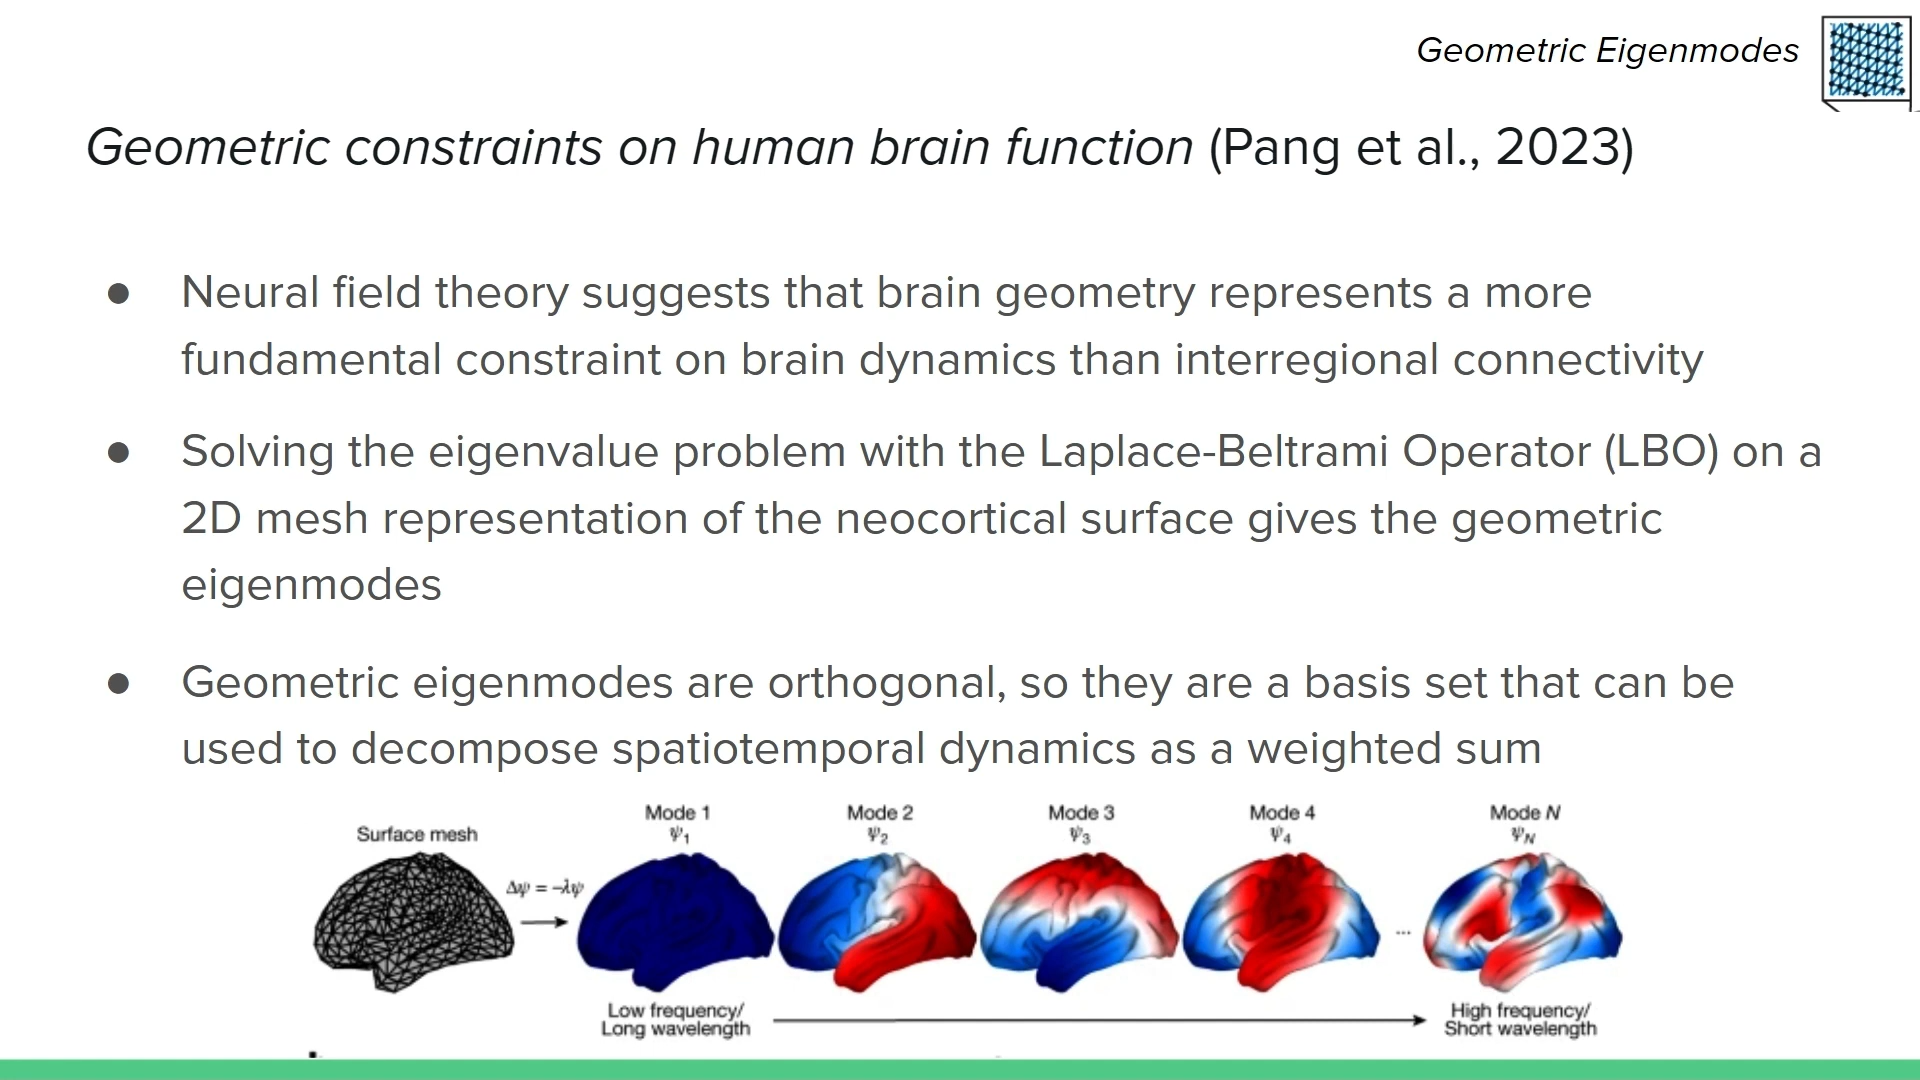 Geometric Eigenmodes
Geometric constraints on human brain function (Pang et al., 2023)
● Neural field theory suggests that brain geometry represents a more
fundamental constraint on brain dynamics than interregional connectivity
● Solving the eigenvalue problem with the Laplace-Beltrami Operator (LBO) on a
2D mesh representation of the neocortical surface gives the geometric
eigenmodes
● Geometric eigenmodes are orthogonal, so they are a basis set that can be
used to decompose spatiotemporal dynamics as a weighted sum
Surface mesh
Δψ = −λψ
Mode 1
ψ₁
Mode 2
ψ₂
Mode 3
ψ₃
Mode 4
ψ₄
...
Mode N
ψN
Low frequency/
Long wavelength
High frequency/
Short wavelength